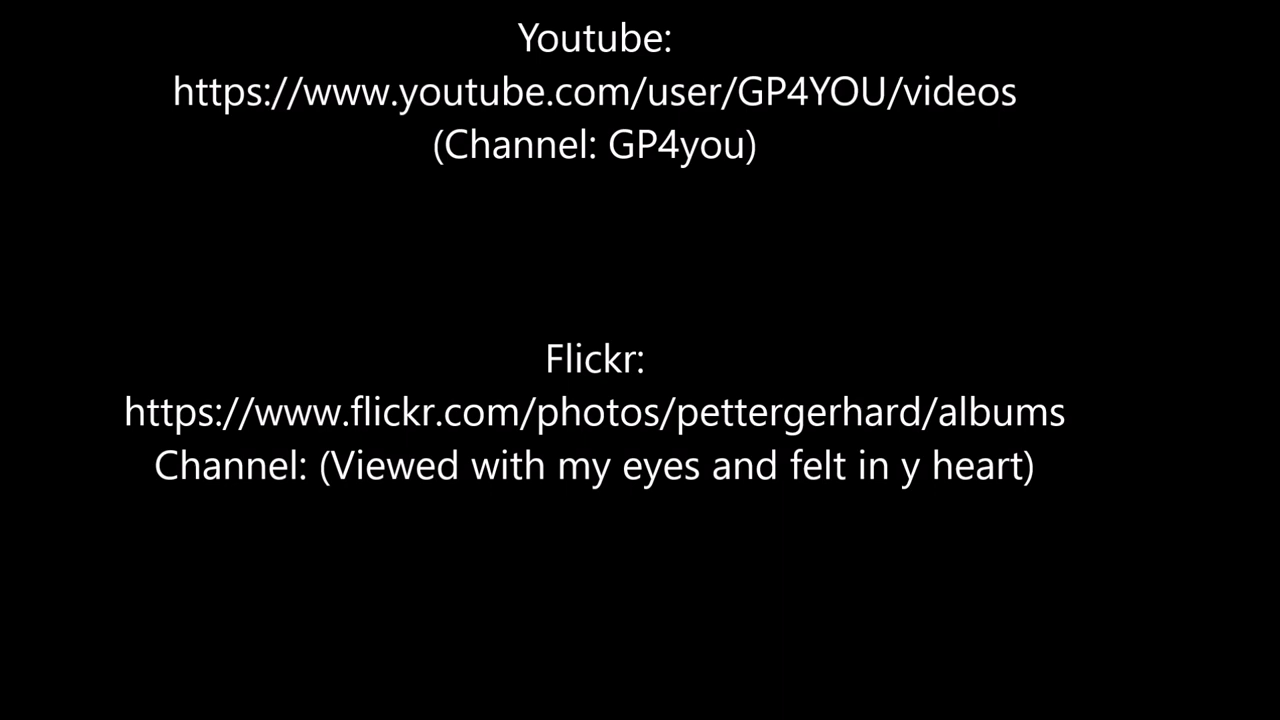 Youtube:
https://www.youtube.com/user/GP4YOU/videos
(Channel: GP4you)
Flickr:
https://www.flickr.com/photos/pettergerhard/albums
Channel: (Viewed with my eyes and felt in y heart)